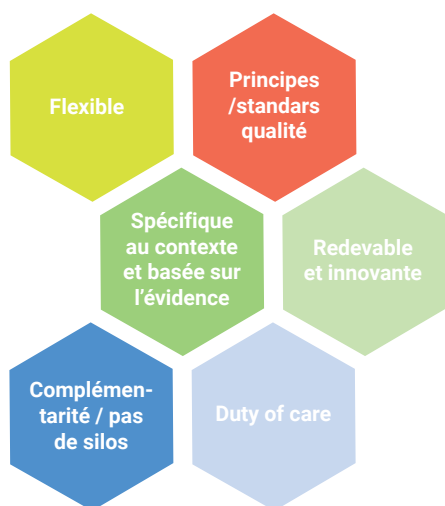 Flexible
Principes
/standars
qualité
Spécifique
au contexte
et basée sur
l'évidence
Redevable
et innovante
Complémen-
tarité / pas
de silos
Duty of care